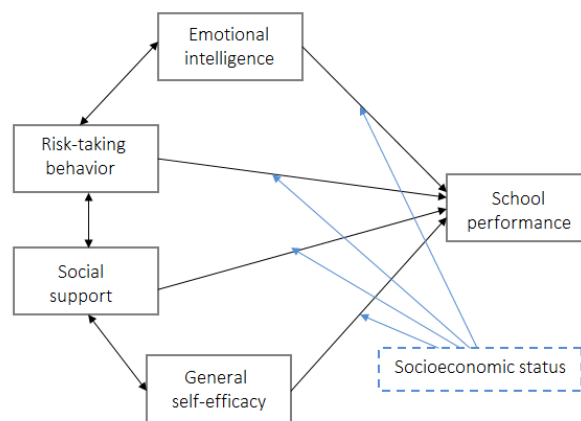 Emotional
intelligence
Risk-taking
behavior
School
performance
Social
support
Socioeconomic status
General
self-efficacy